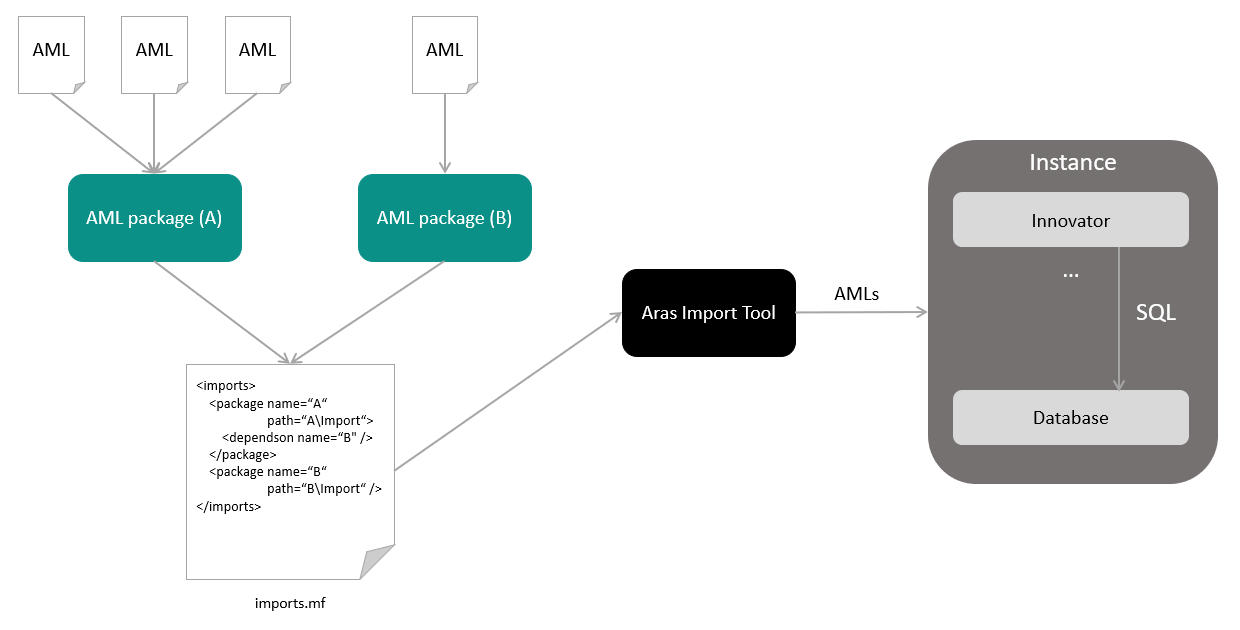 AML
AML
AML
AML
AML package (A)
AML package (B)
Instance
Innovator
...
SQL
Database
Aras Import Tool
AMLs
<imports>
<package name=“A“
path=“A\Import“>
<dependson name=“B" />
</package>
<package name=“B“
path=“B\Import“ />
</imports>
imports.mf